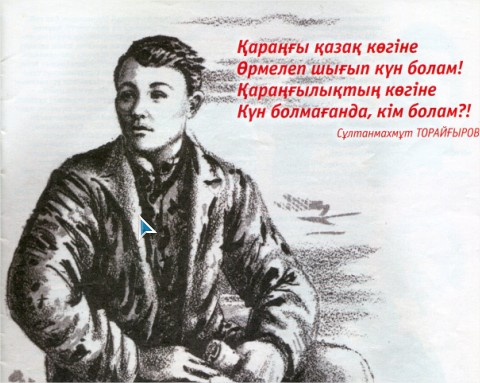 Қараңғы қазақ көгіне
Өрмелеп шығып күн болам!
Қараңғылықтың көгіне
Күн болмағанда, кім болам?!
Сұлтанмахмұт ТОРАЙҒЫРОВ